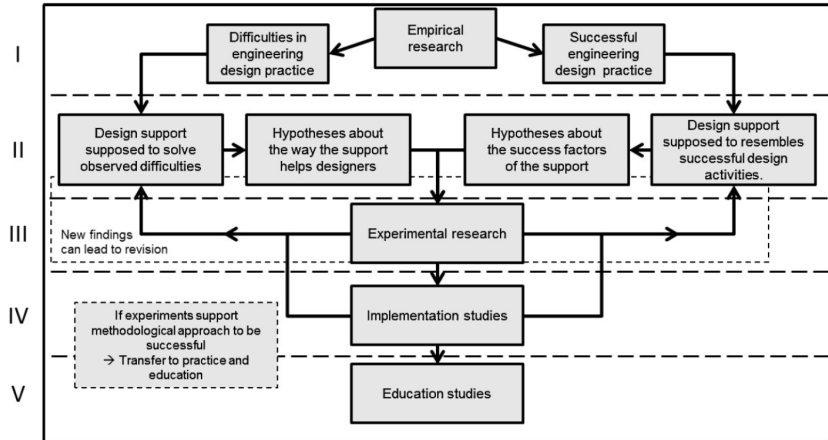 I
Difficulties in
engineering
design practice
Empirical
research
Successful
engineering
design practice
II
Design support
supposed to solve
observed difficulties
Hypotheses about
the way the support
helps designers
Hypotheses about
the success factors
of the support
Design support
supposed to resembles
successful design
activities.
III
New findings
can lead to revision
Experimental research
IV
If experiments support
methodological approach to be
successful
→ Transfer to practice and
education
Implementation studies
V
Education studies